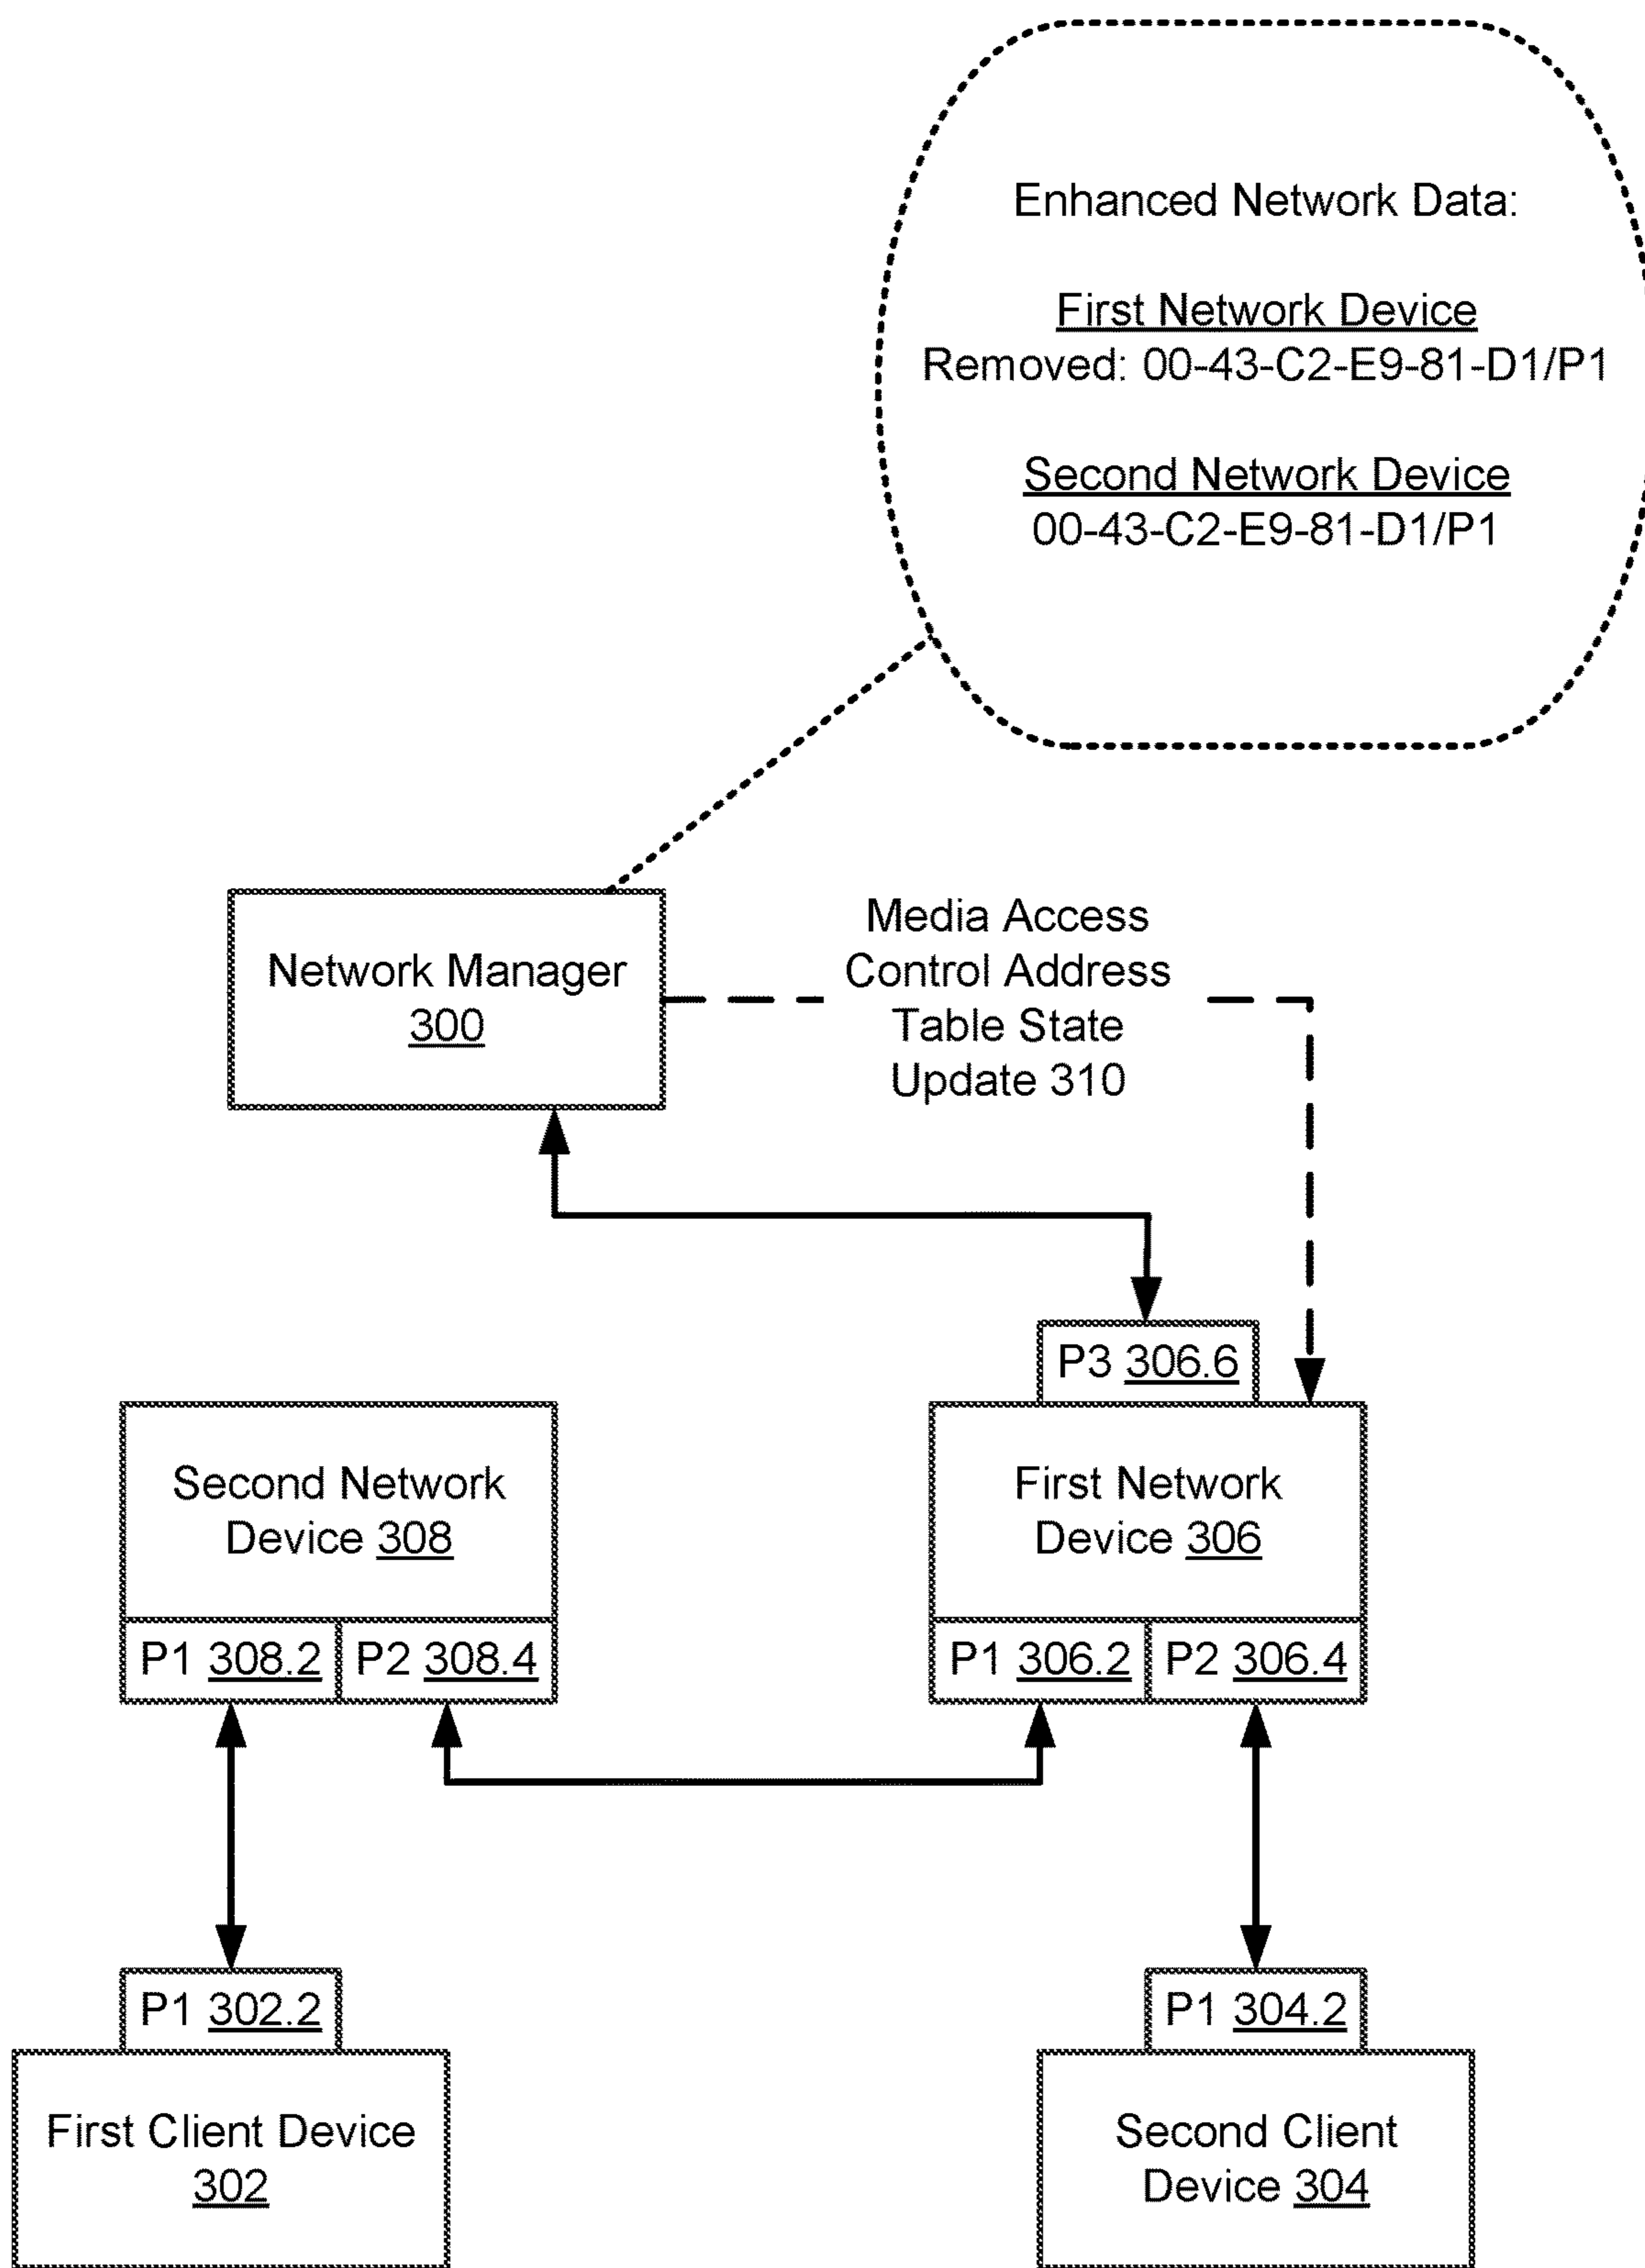 Enhanced Network Data:
First Network Device
Removed: 00-43-C2-E9-81-D1/P1
Second Network Device
00-43-C2-E9-81-D1/P1
Network Manager
300
Media Access
Control Address
Table State
Update 310
P3 306.6
Second Network
Device 308
First Network
Device 306
P1 308.2
P2 308.4
P1 306.2
P2 306.4
P1 302.2
P1 304.2
First Client Device
302
Second Client
Device 304